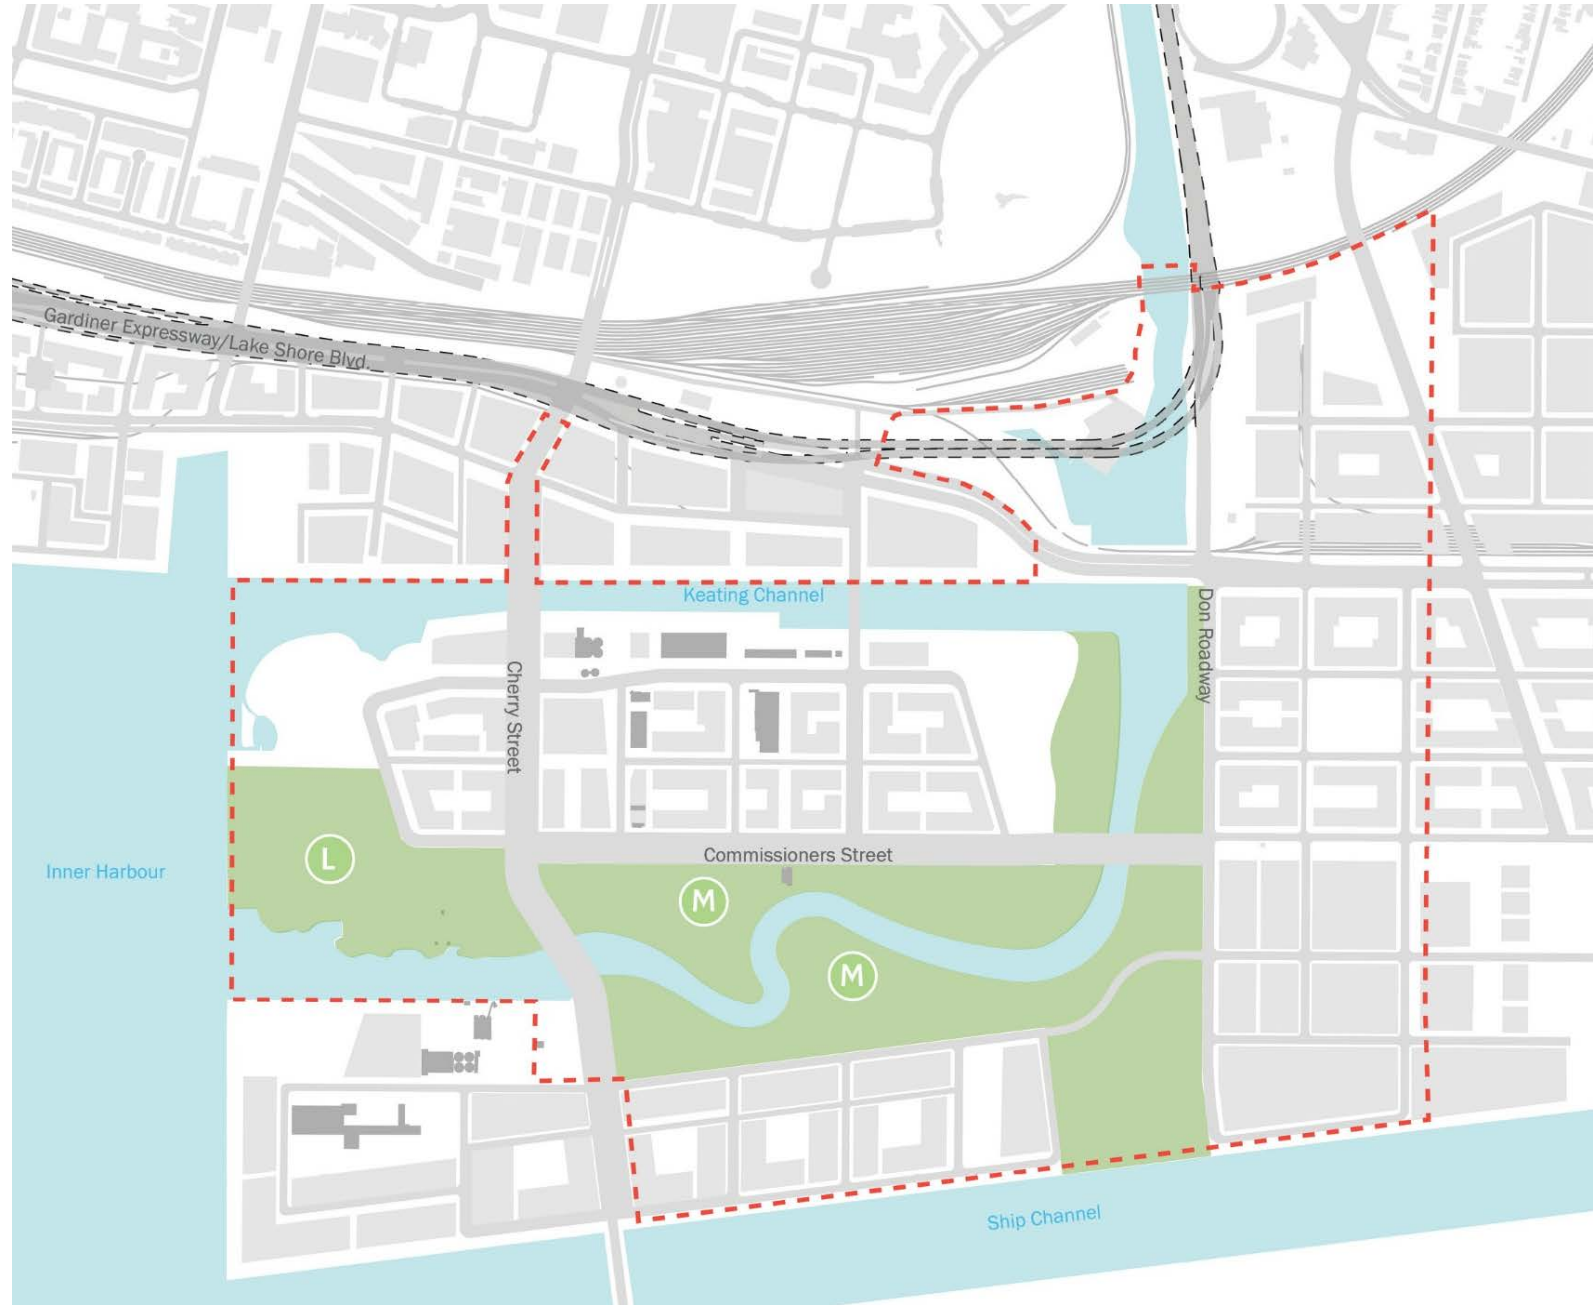 Gardiner Expressway/Lake Shore Blvd.
Keating Channel
Don Roadway
Cherry Street
Commissioners Street
L
Inner Harbour
M
M
Ship Channel